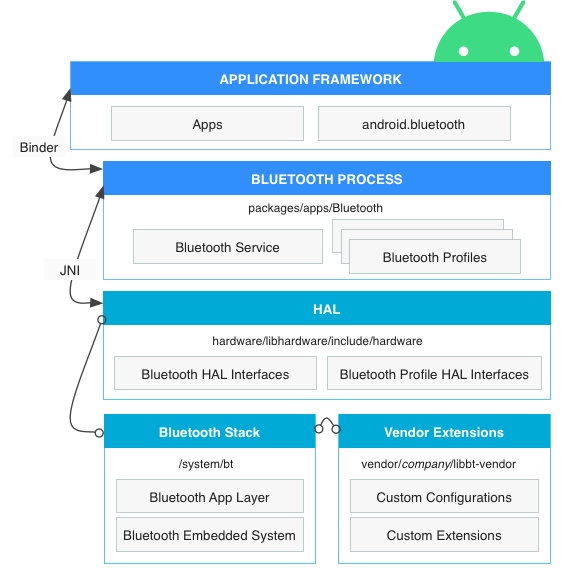 APPLICATION FRAMEWORK
Apps
android.bluetooth
Binder
BLUETOOTH PROCESS
packages/apps/Bluetooth
Bluetooth Service
Bluetooth Profiles
JNI
HAL
hardware/libhardware/include/hardware
Bluetooth HAL Interfaces
Bluetooth Profile HAL Interfaces
Bluetooth Stack
/system/bt
Bluetooth App Layer
Bluetooth Embedded System
Vendor Extensions
vendor/company/libbt-vendor
Custom Configurations
Custom Extensions